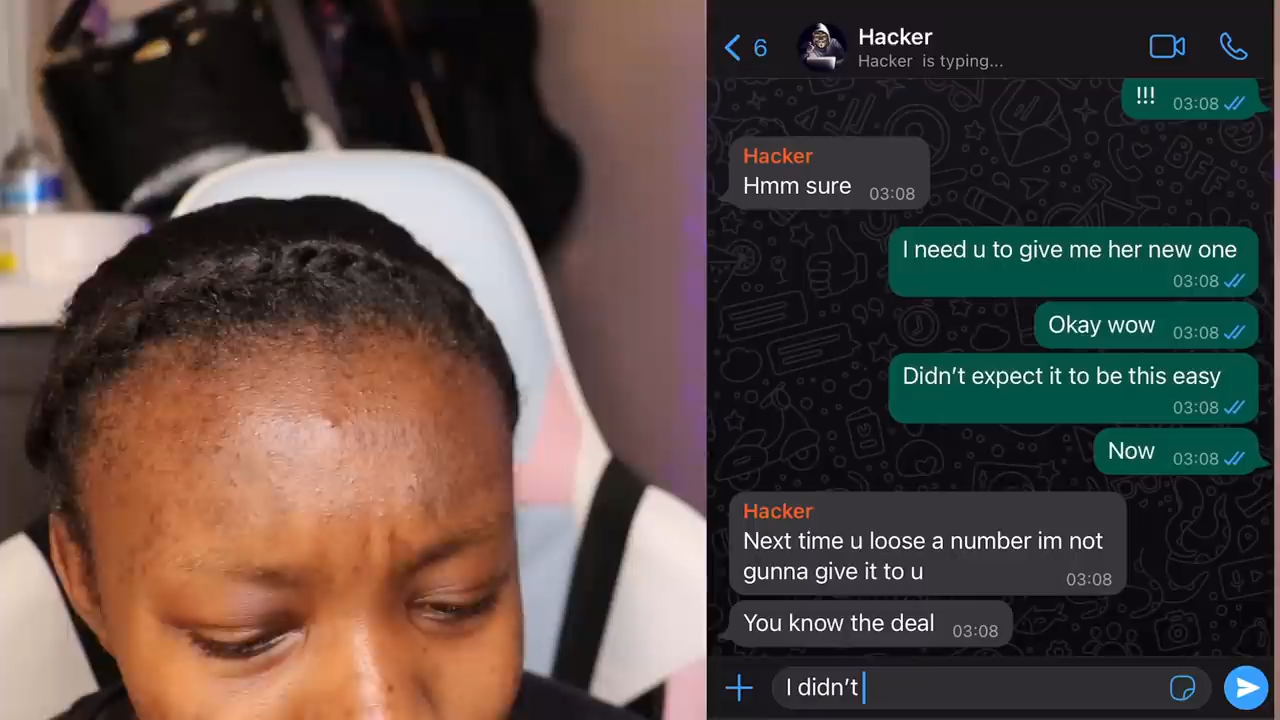 6
Hacker
Hacker is typing...
!!! 03:08
Hacker
Hmm sure 03:08
I need u to give me her new one
03:08
Okay wow 03:08
Didn’t expect it to be this easy
03:08
Now 03:08
Hacker
Next time u loose a number im not
gunna give it to u 03:08
You know the deal 03:08
I didn’t